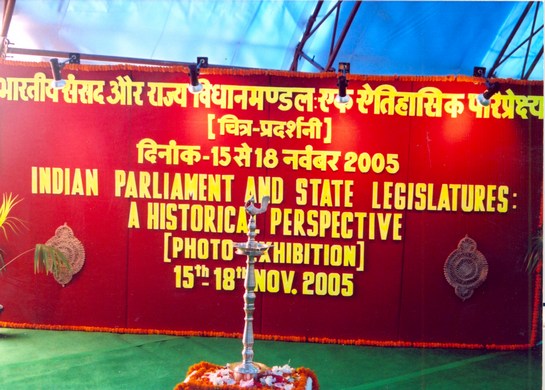 भारतीय संसद और राज्य विधानमण्डल: एक ऐतिहासिक परिप्रेक्ष्य
[चित्र-प्रदर्शनी]
दिनांक-15 से 18 नवंबर 2005
INDIAN PARLIAMENT AND STATE LEGISLATURES:
A HISTORICAL PERSPECTIVE
[PHOTO EXHIBITION]
15th-18th NOV. 2005